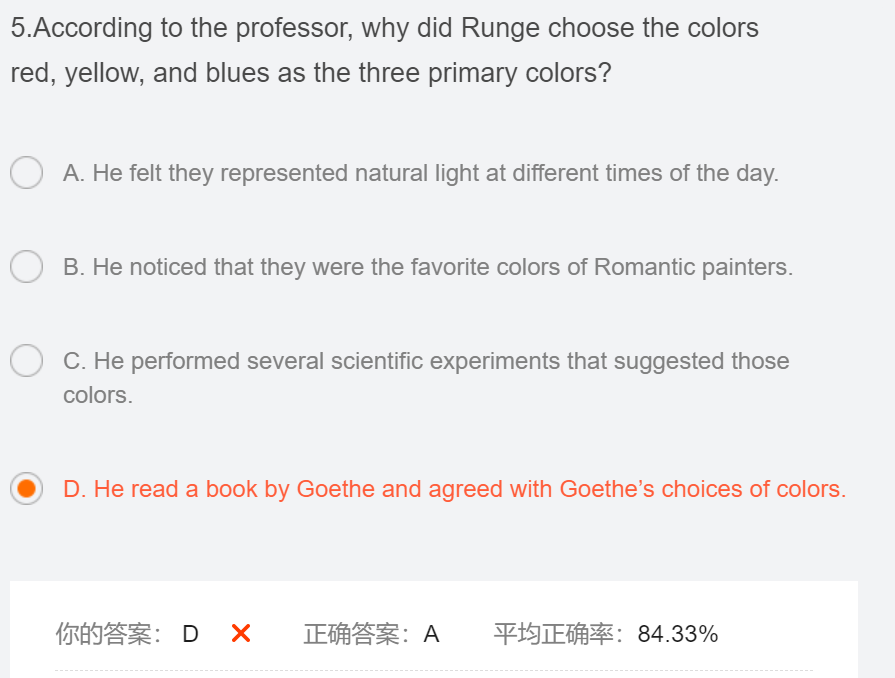 5.According to the professor, why did Runge choose the colors
red, yellow, and blues as the three primary colors?
A. He felt they represented natural light at different times of the day.
B. He noticed that they were the favorite colors of Romantic painters.
C. He performed several scientific experiments that suggested those
colors.
D. He read a book by Goethe and agreed with Goethe’s choices of colors.
你的答案： D 正确答案： A 平均正确率： 84.33%